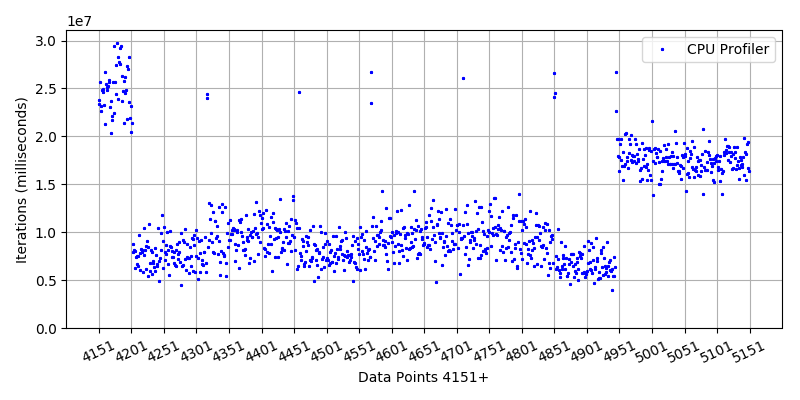 1e7
CPU Profiler
3.0
2.5
2.0
1.5
1.0
0.5
0.0
Iterations (milliseconds)
4151 4201 4251 4301 4351 4401 4451 4501 4551 4601 4651 4701 4751 4801 4851 4901 4951 5001 5051 5101 5151
Data Points 4151+